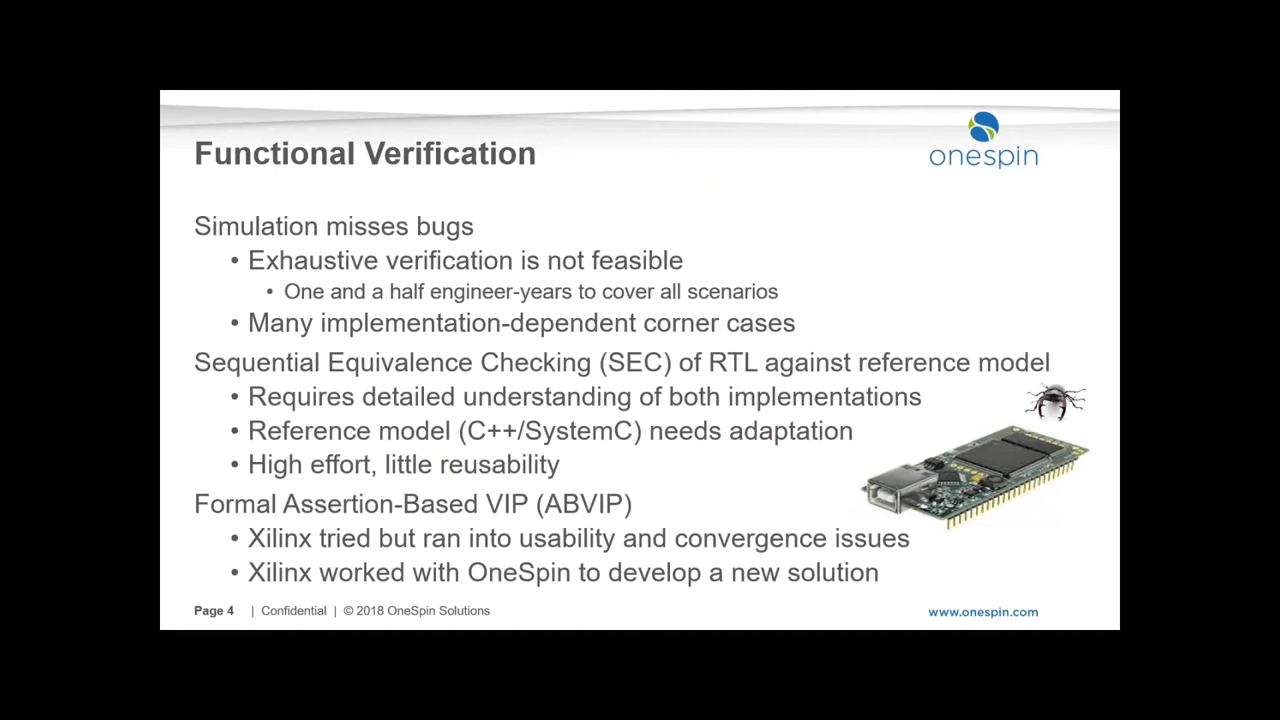 onespin
Functional Verification
Simulation misses bugs
• Exhaustive verification is not feasible
• One and a half engineer-years to cover all scenarios
• Many implementation-dependent corner cases
Sequential Equivalence Checking (SEC) of RTL against reference model
• Requires detailed understanding of both implementations
• Reference model (C++/SystemC) needs adaptation
• High effort, little reusability
Formal Assertion-Based VIP (ABVIP)
• Xilinx tried but ran into usability and convergence issues
• Xilinx worked with OneSpin to develop a new solution
Page 4 | Confidential | © 2018 OneSpin Solutions
www.onespin.com